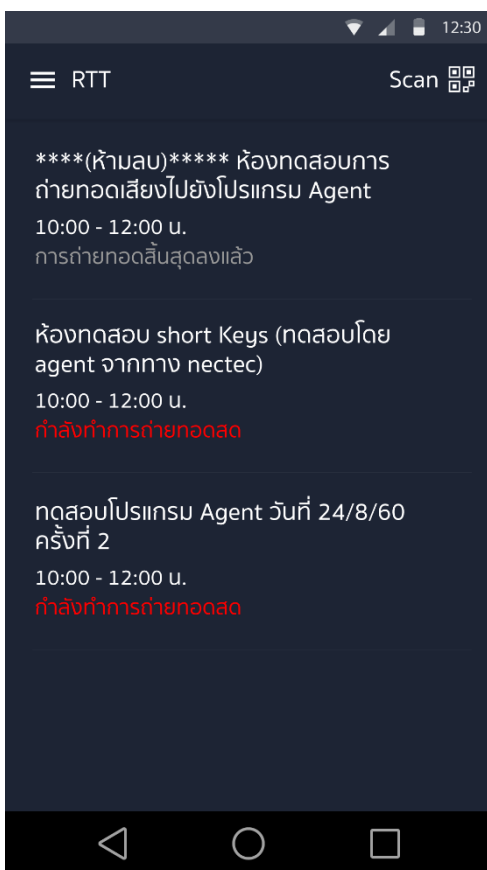 12:30
RTT
Scan
****(ห้ามลบ)***** ห้องทดสอบการ
ถ่ายทอดเสียงไปยังโปรแกรม Agent
10:00 - 12:00 น.
การถ่ายทอดสิ้นสุดลงแล้ว
ห้องทดสอบ short Keys (ทดสอบโดย
agent จากทาง nectec)
10:00 - 12:00 น.
กำลังทำการถ่ายทอดสด
ทดสอบโปรแกรม Agent วันที่ 24/8/60
ครั้งที่ 2
10:00 - 12:00 น.
กำลังทำการถ่ายทอดสด